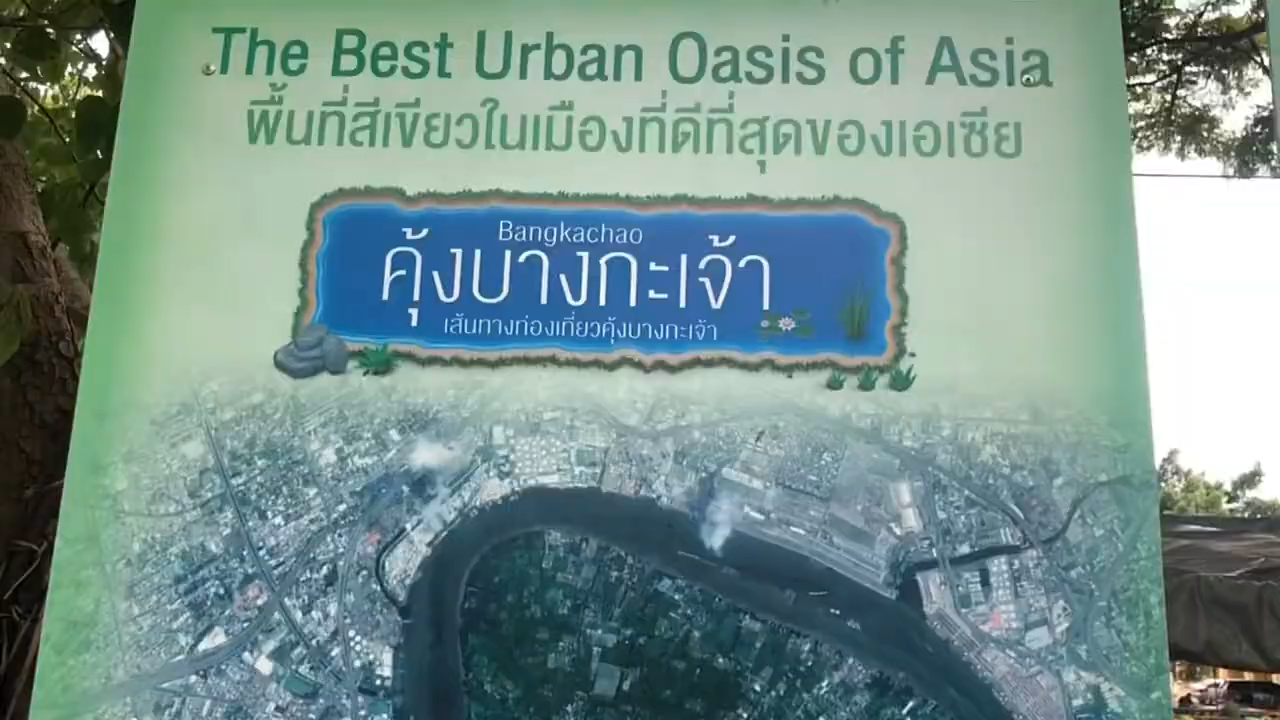 The Best Urban Oasis of Asia
พื้นที่สีเขียวในเมืองที่ดีที่สุดของเอเซีย
Bangkachao
คุ้งบางกะเจ้า
เส้นทางท่องเที่ยวคุ้งบางกะเจ้า